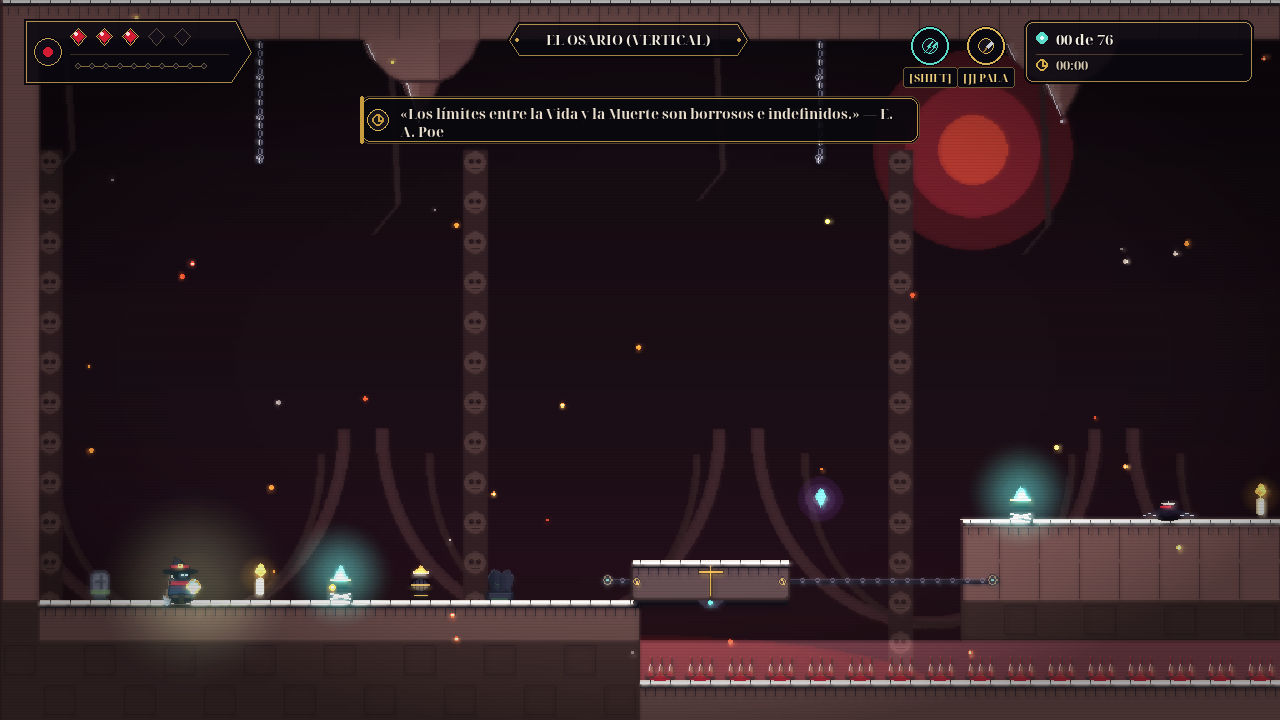 EL OSARIO (VERTICAL)
00 de 76
00:00
[SHIFT] [J] PALA
«Los límites entre la Vida y la Muerte son borrosos e indefinidos.» — E.
A. Poe